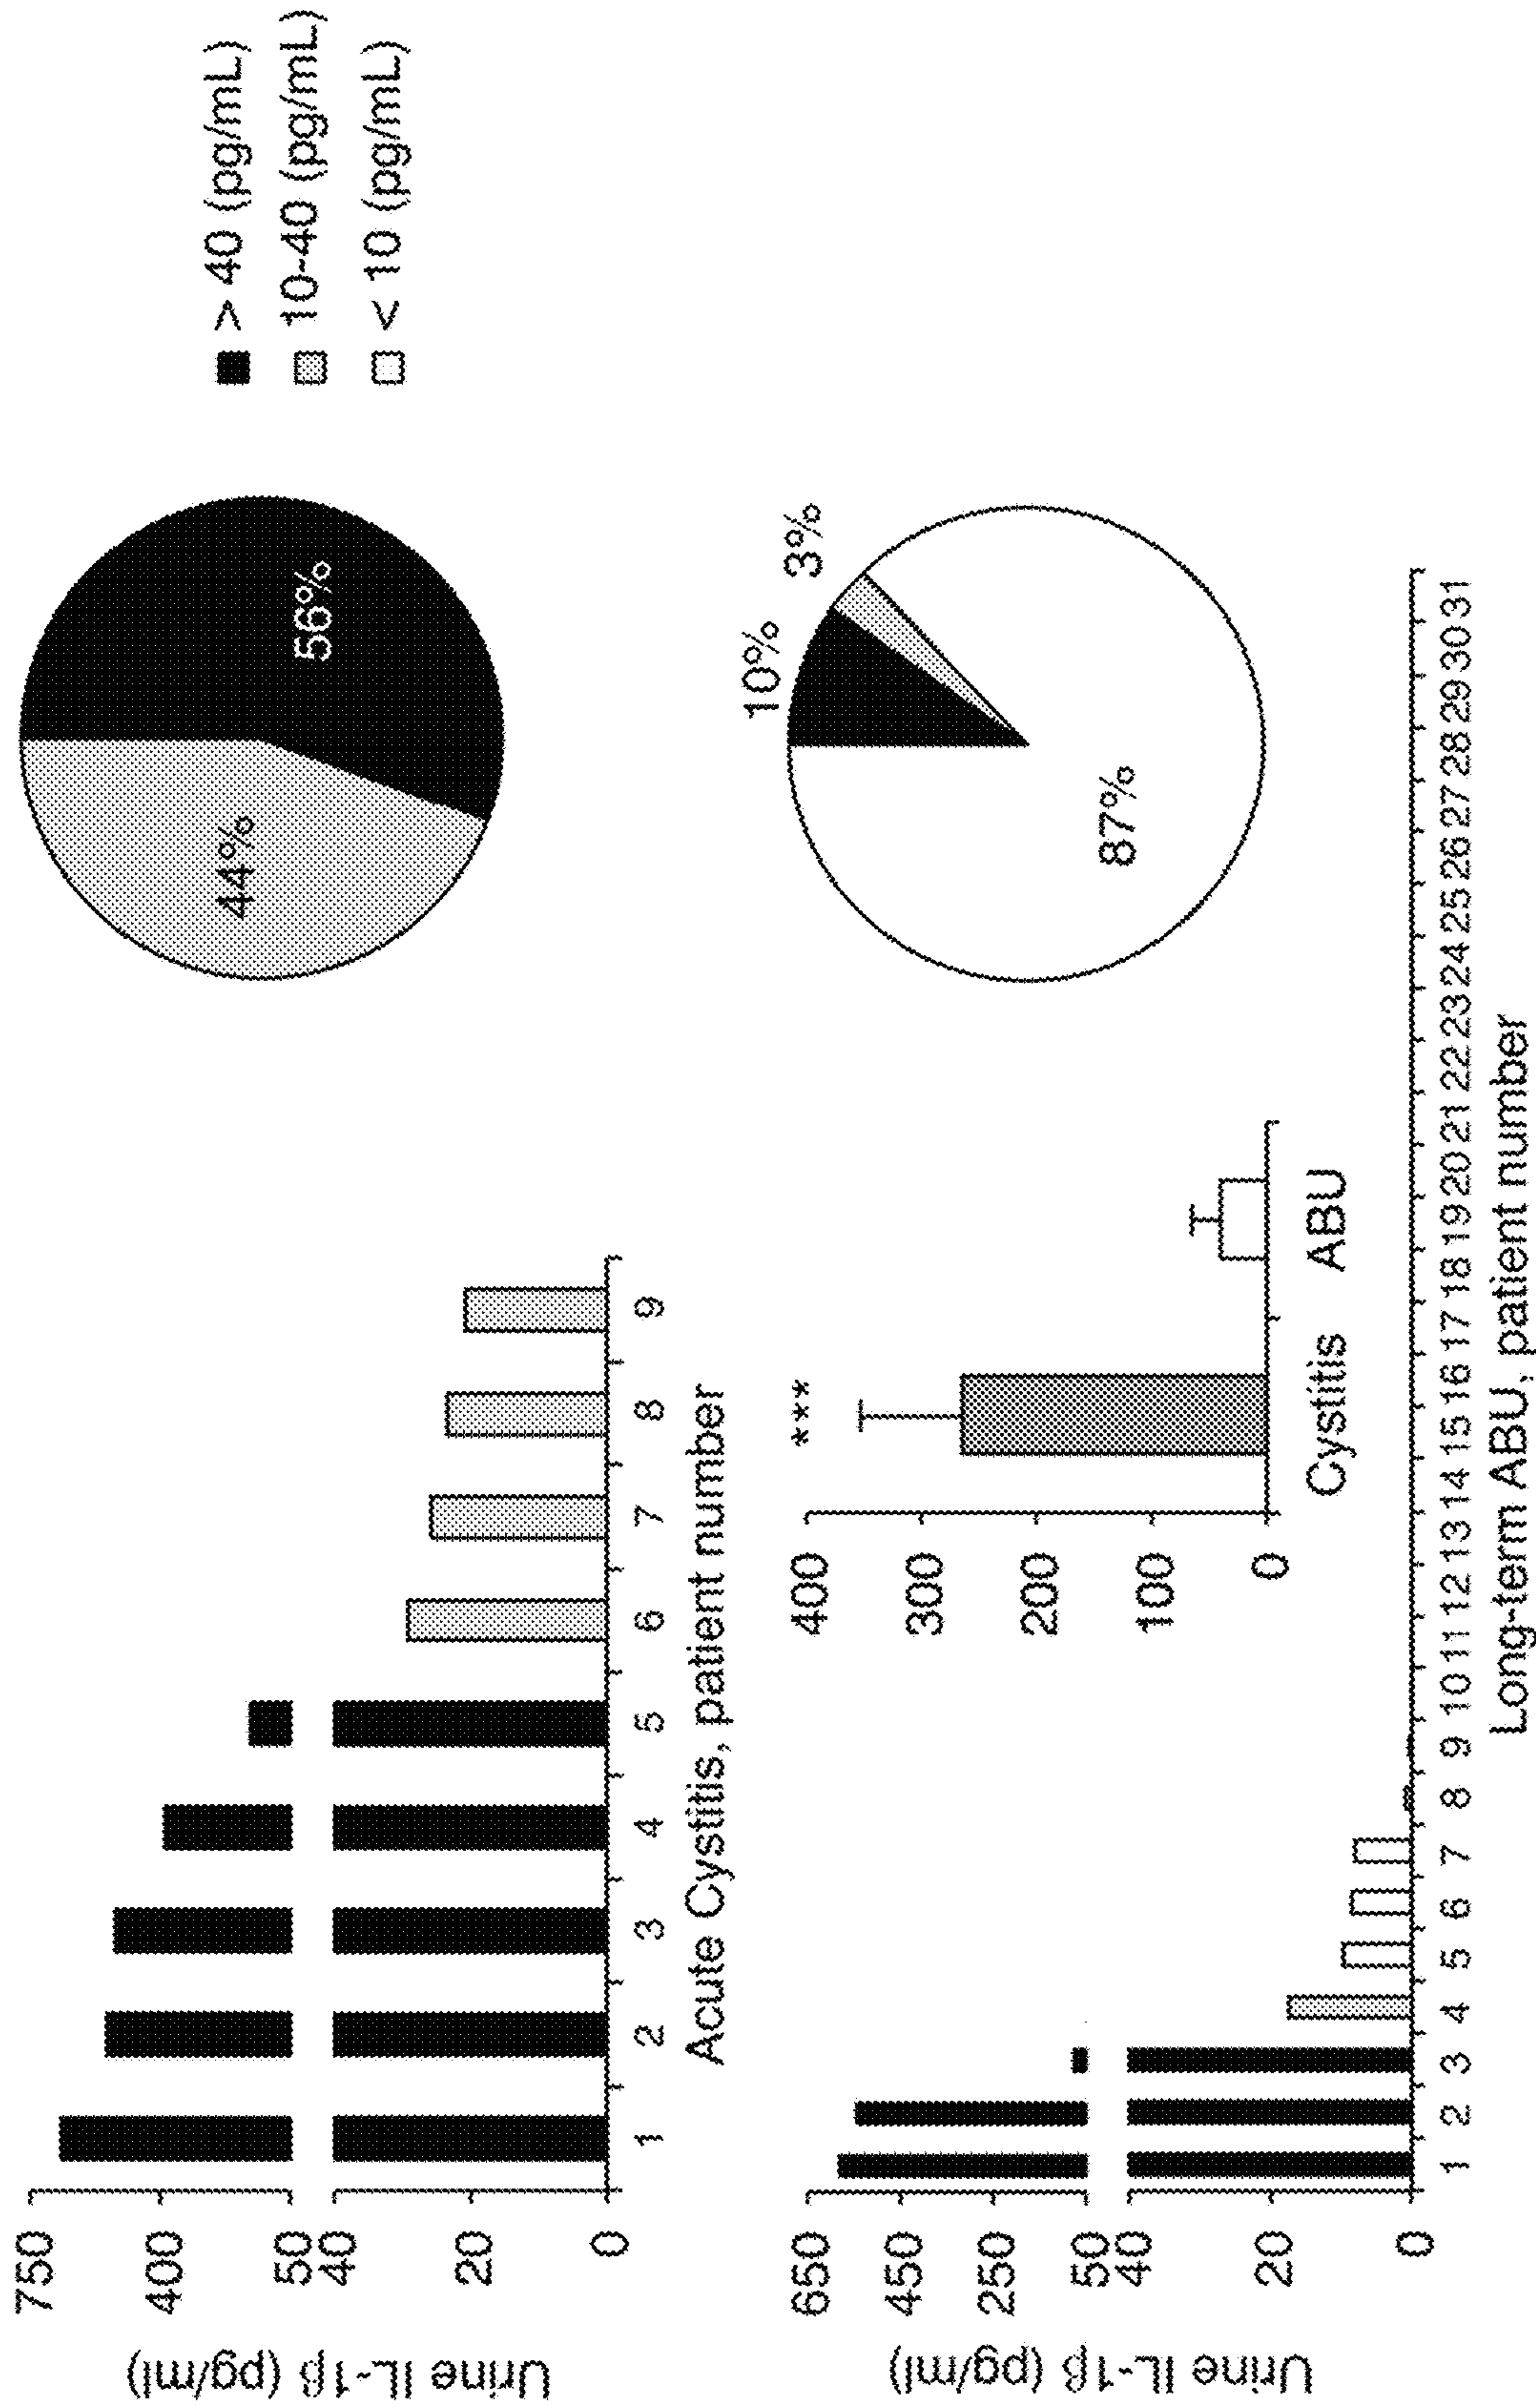 Urine IL-1β (pg/ml)
750
400
50
40
20
0
1 2 3 4 5 6 7 8 9
Acute Cystitis, patient number
44%
56%
> 40 (pg/mL)
10-40 (pg/mL)
< 10 (pg/mL)
Urine IL-1β (pg/ml)
650
450
250
50
40
20
0
1 2 3 4 5 6 7 8 9 10 11 12 13 14 15 16 17 18 19 20 21 22 23 24 25 26 27 28 29 30 31
Long-term ABU, patient number
400
300
200
100
0
***
Cystitis ABU
10%
3%
87%